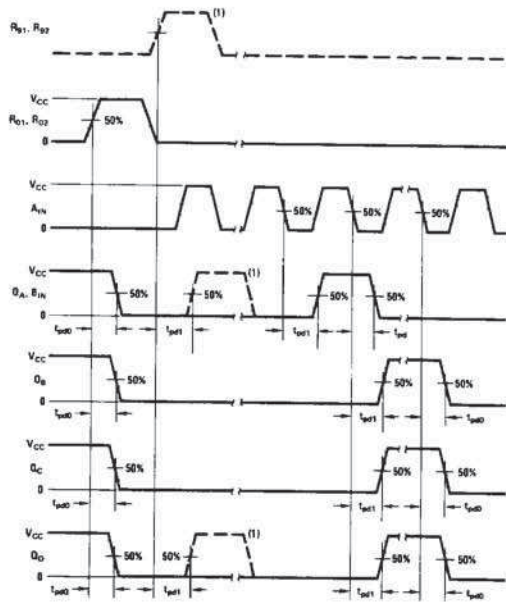 (1)
R91, R92
VCC
R01, R02
50%
0
VCC
AIN
50% 50% 50%
0
VCC (1)
QA, BIN 50% 50% 50% 50%
0
tpd0 tpd1 tpd1 tpd
VCC
QB 50% 50% 50%
0
tpd0 tpd1 tpd0
VCC
QC 50% 50% 50%
0
tpd0 tpd1 tpd0
VCC (1)
QD 50% 50% 50% 50%
0
tpd0 tpd1 tpd1 tpd0